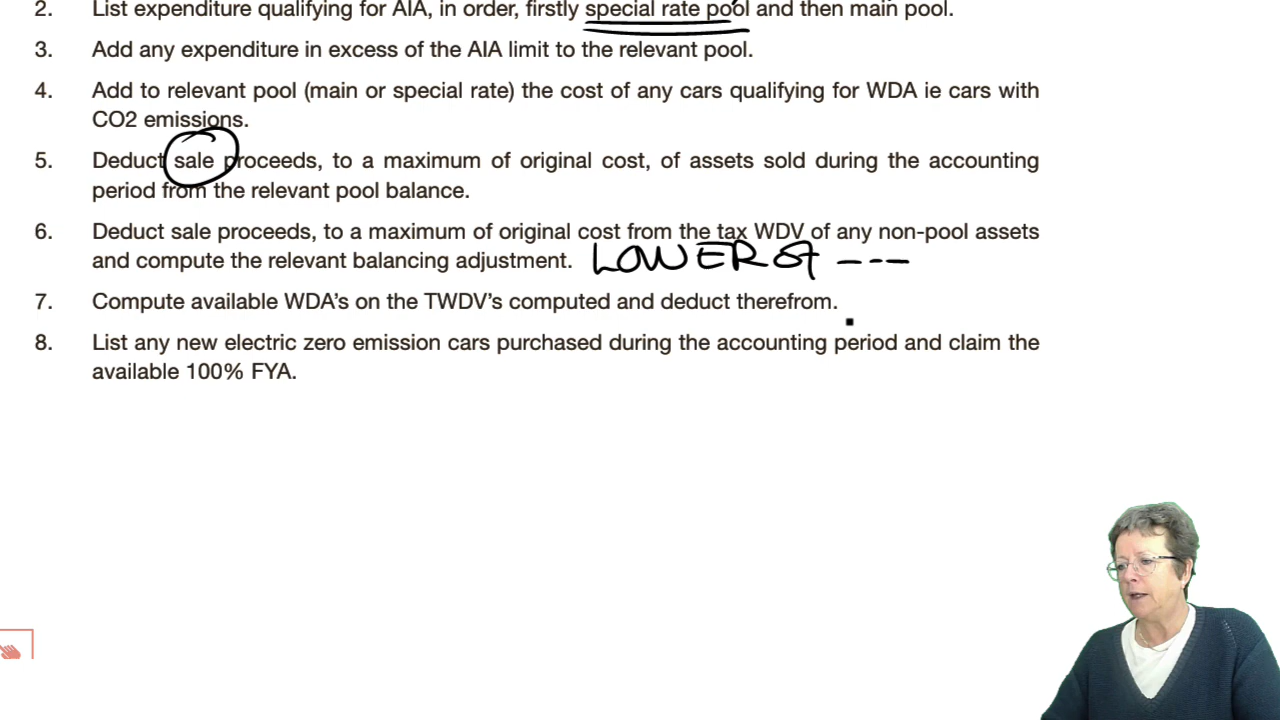 2. List expenditure qualifying for AIA, in order, firstly special rate pool and then main pool.
3. Add any expenditure in excess of the AIA limit to the relevant pool.
4. Add to relevant pool (main or special rate) the cost of any cars qualifying for WDA ie cars with
CO2 emissions.
5. Deduct sale proceeds, to a maximum of original cost, of assets sold during the accounting
period from the relevant pool balance.
6. Deduct sale proceeds, to a maximum of original cost from the tax WDV of any non-pool assets
and compute the relevant balancing adjustment. LOWER of ---
7. Compute available WDA's on the TWDV's computed and deduct therefrom.
8. List any new electric zero emission cars purchased during the accounting period and claim the
available 100% FYA.